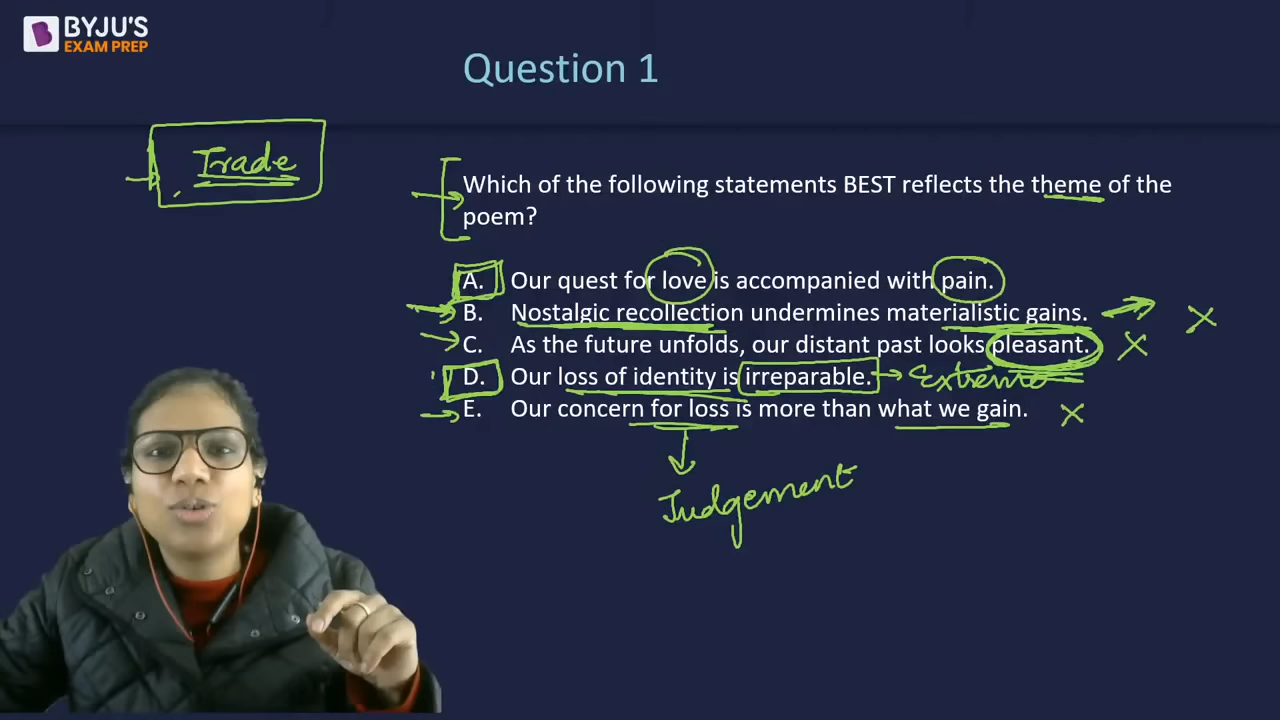 BYJU'S
EXAM PREP
Question 1
Trade
Which of the following statements BEST reflects the theme of the
poem?
A. Our quest for love is accompanied with pain.
B. Nostalgic recollection undermines materialistic gains.
C. As the future unfolds, our distant past looks pleasant.
D. Our loss of identity is irreparable. → Extreme
E. Our concern for loss is more than what we gain.
Judgement